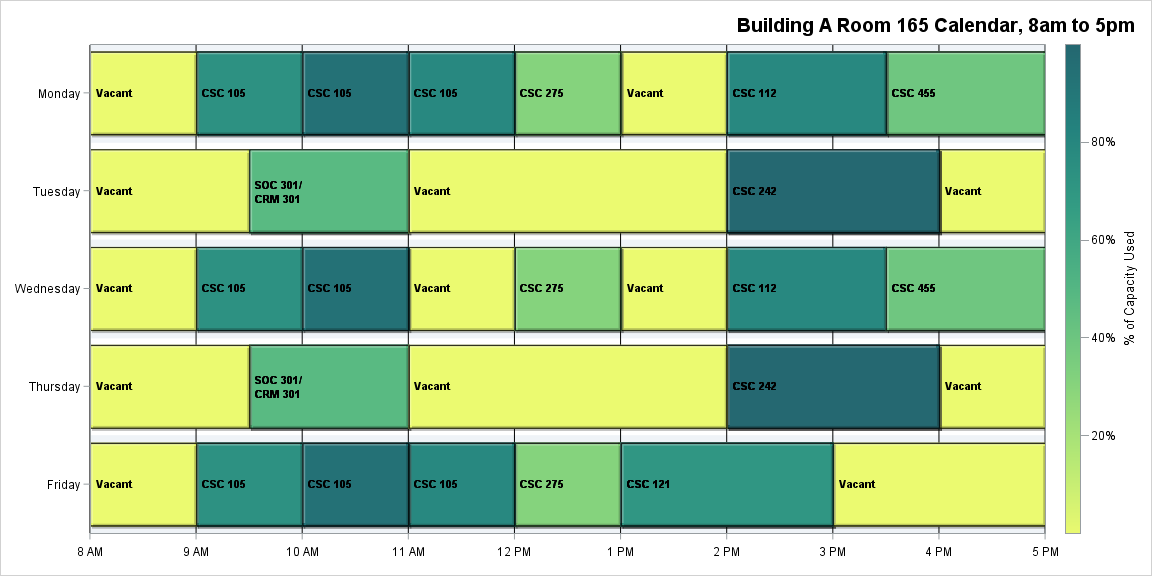 Building A Room 165 Calendar, 8am to 5pm
Monday
Vacant
CSC 105
CSC 105
CSC 105
CSC 275
Vacant
CSC 112
CSC 455
Tuesday
Vacant
SOC 301/
CRM 301
Vacant
CSC 242
Vacant
Wednesday
Vacant
CSC 105
CSC 105
Vacant
CSC 275
Vacant
CSC 112
CSC 455
Thursday
Vacant
SOC 301/
CRM 301
Vacant
CSC 242
Vacant
Friday
Vacant
CSC 105
CSC 105
CSC 105
CSC 275
CSC 121
Vacant
8 AM
9 AM
10 AM
11 AM
12 PM
1 PM
2 PM
3 PM
4 PM
5 PM
80%
60%
40%
20%
% of Capacity Used